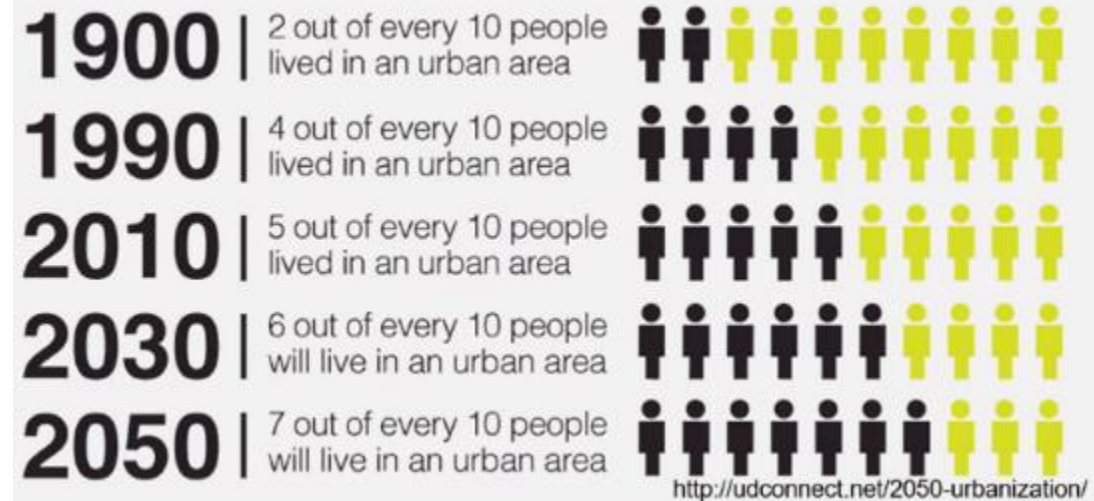 1900 | 2 out of every 10 people
lived in an urban area
1990 | 4 out of every 10 people
lived in an urban area
2010 | 5 out of every 10 people
lived in an urban area
2030 | 6 out of every 10 people
will live in an urban area
2050 | 7 out of every 10 people
will live in an urban area
http://udconnect.net/2050-urbanization/